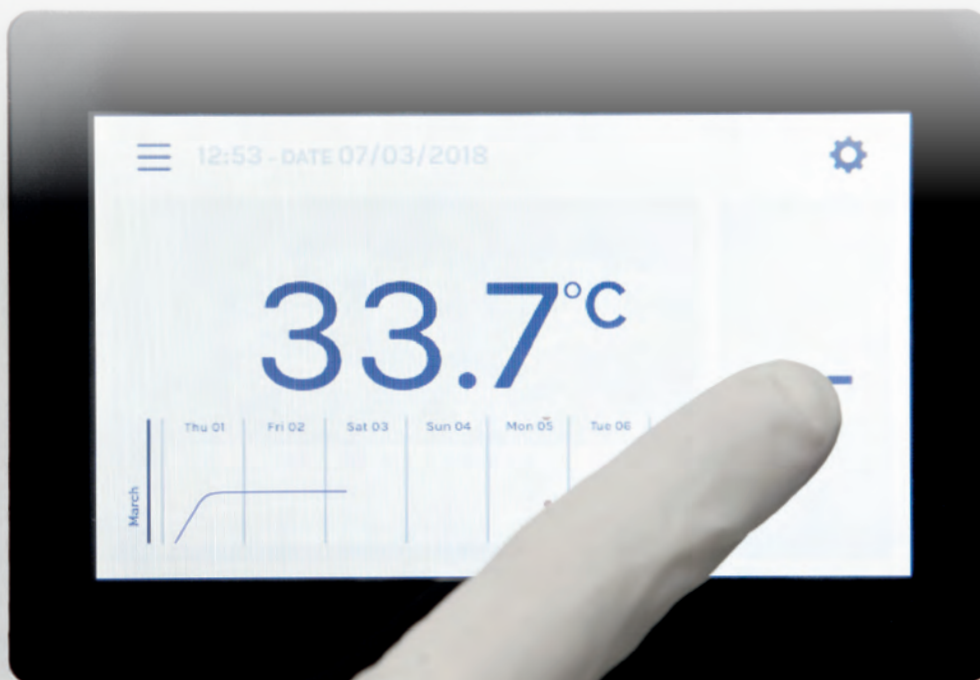 12:53 - DATE 07/03/2018
33.7°C
Thu 01 Fri 02 Sat 03 Sun 04 Mon 05 Tue 06
March